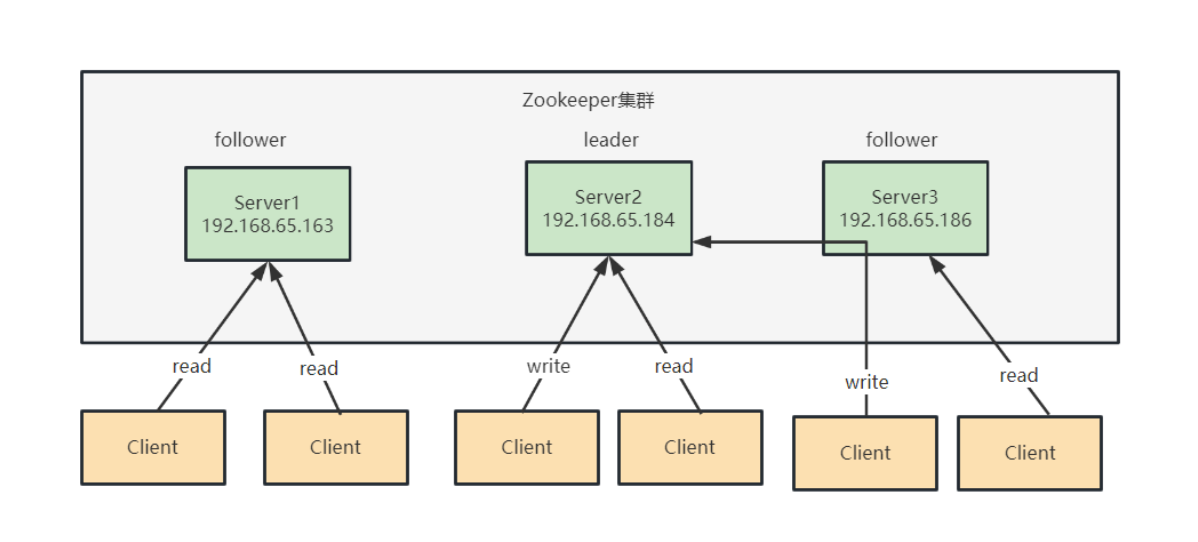 Zookeeper集群
follower
leader
follower
Server1
192.168.65.163
Server2
192.168.65.184
Server3
192.168.65.186
read
read
write
read
write
read
Client
Client
Client
Client
Client
Client